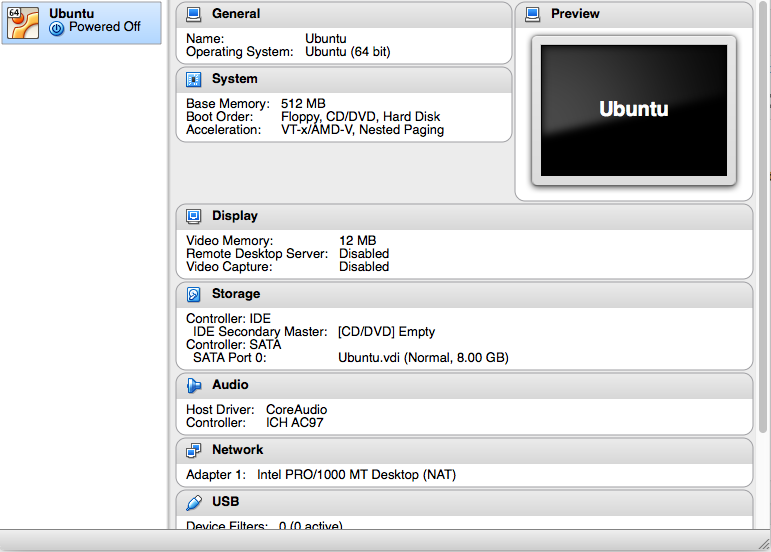 64
Ubuntu
Powered Off
General
Name: Ubuntu
Operating System: Ubuntu (64 bit)
System
Base Memory: 512 MB
Boot Order: Floppy, CD/DVD, Hard Disk
Acceleration: VT-x/AMD-V, Nested Paging
Preview
Ubuntu
Display
Video Memory: 12 MB
Remote Desktop Server: Disabled
Video Capture: Disabled
Storage
Controller: IDE
IDE Secondary Master: [CD/DVD] Empty
Controller: SATA
SATA Port 0: Ubuntu.vdi (Normal, 8.00 GB)
Audio
Host Driver: CoreAudio
Controller: ICH AC97
Network
Adapter 1: Intel PRO/1000 MT Desktop (NAT)
USB
Device Filters: 0 (0 active)